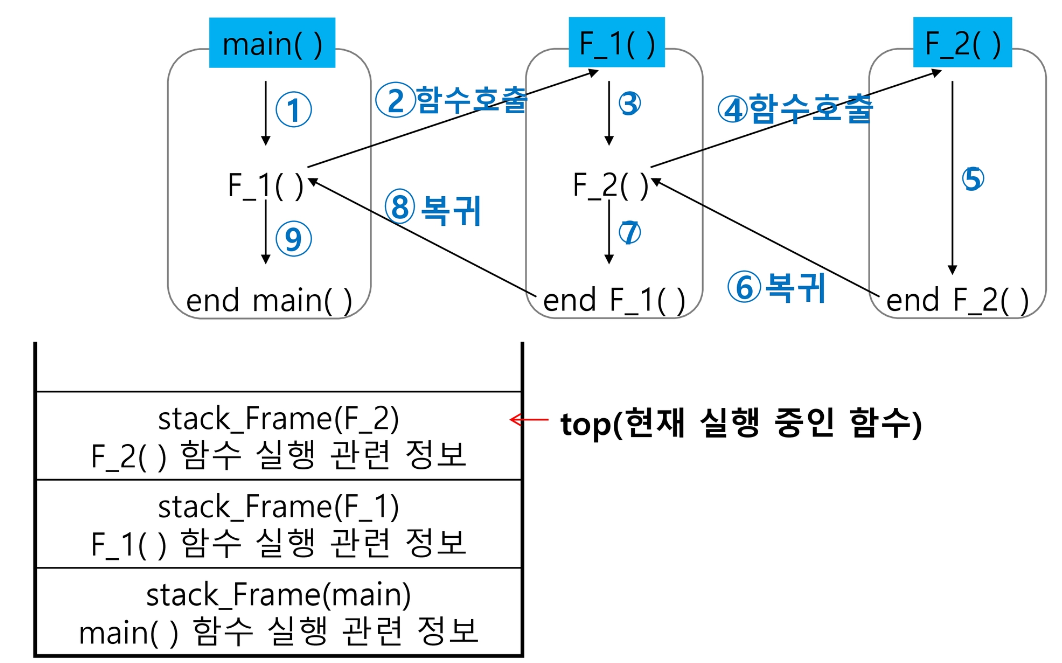 main( )
F_1( )
F_2( )
①
②함수호출
③
④함수호출
F_1( )
F_2( )
⑤
⑧ 복귀
⑨
⑦
⑥복귀
end main( )
end F_1( )
end F_2( )
stack_Frame(F_2)
F_2( ) 함수 실행 관련 정보
top(현재 실행 중인 함수)
stack_Frame(F_1)
F_1( ) 함수 실행 관련 정보
stack_Frame(main)
main( ) 함수 실행 관련 정보